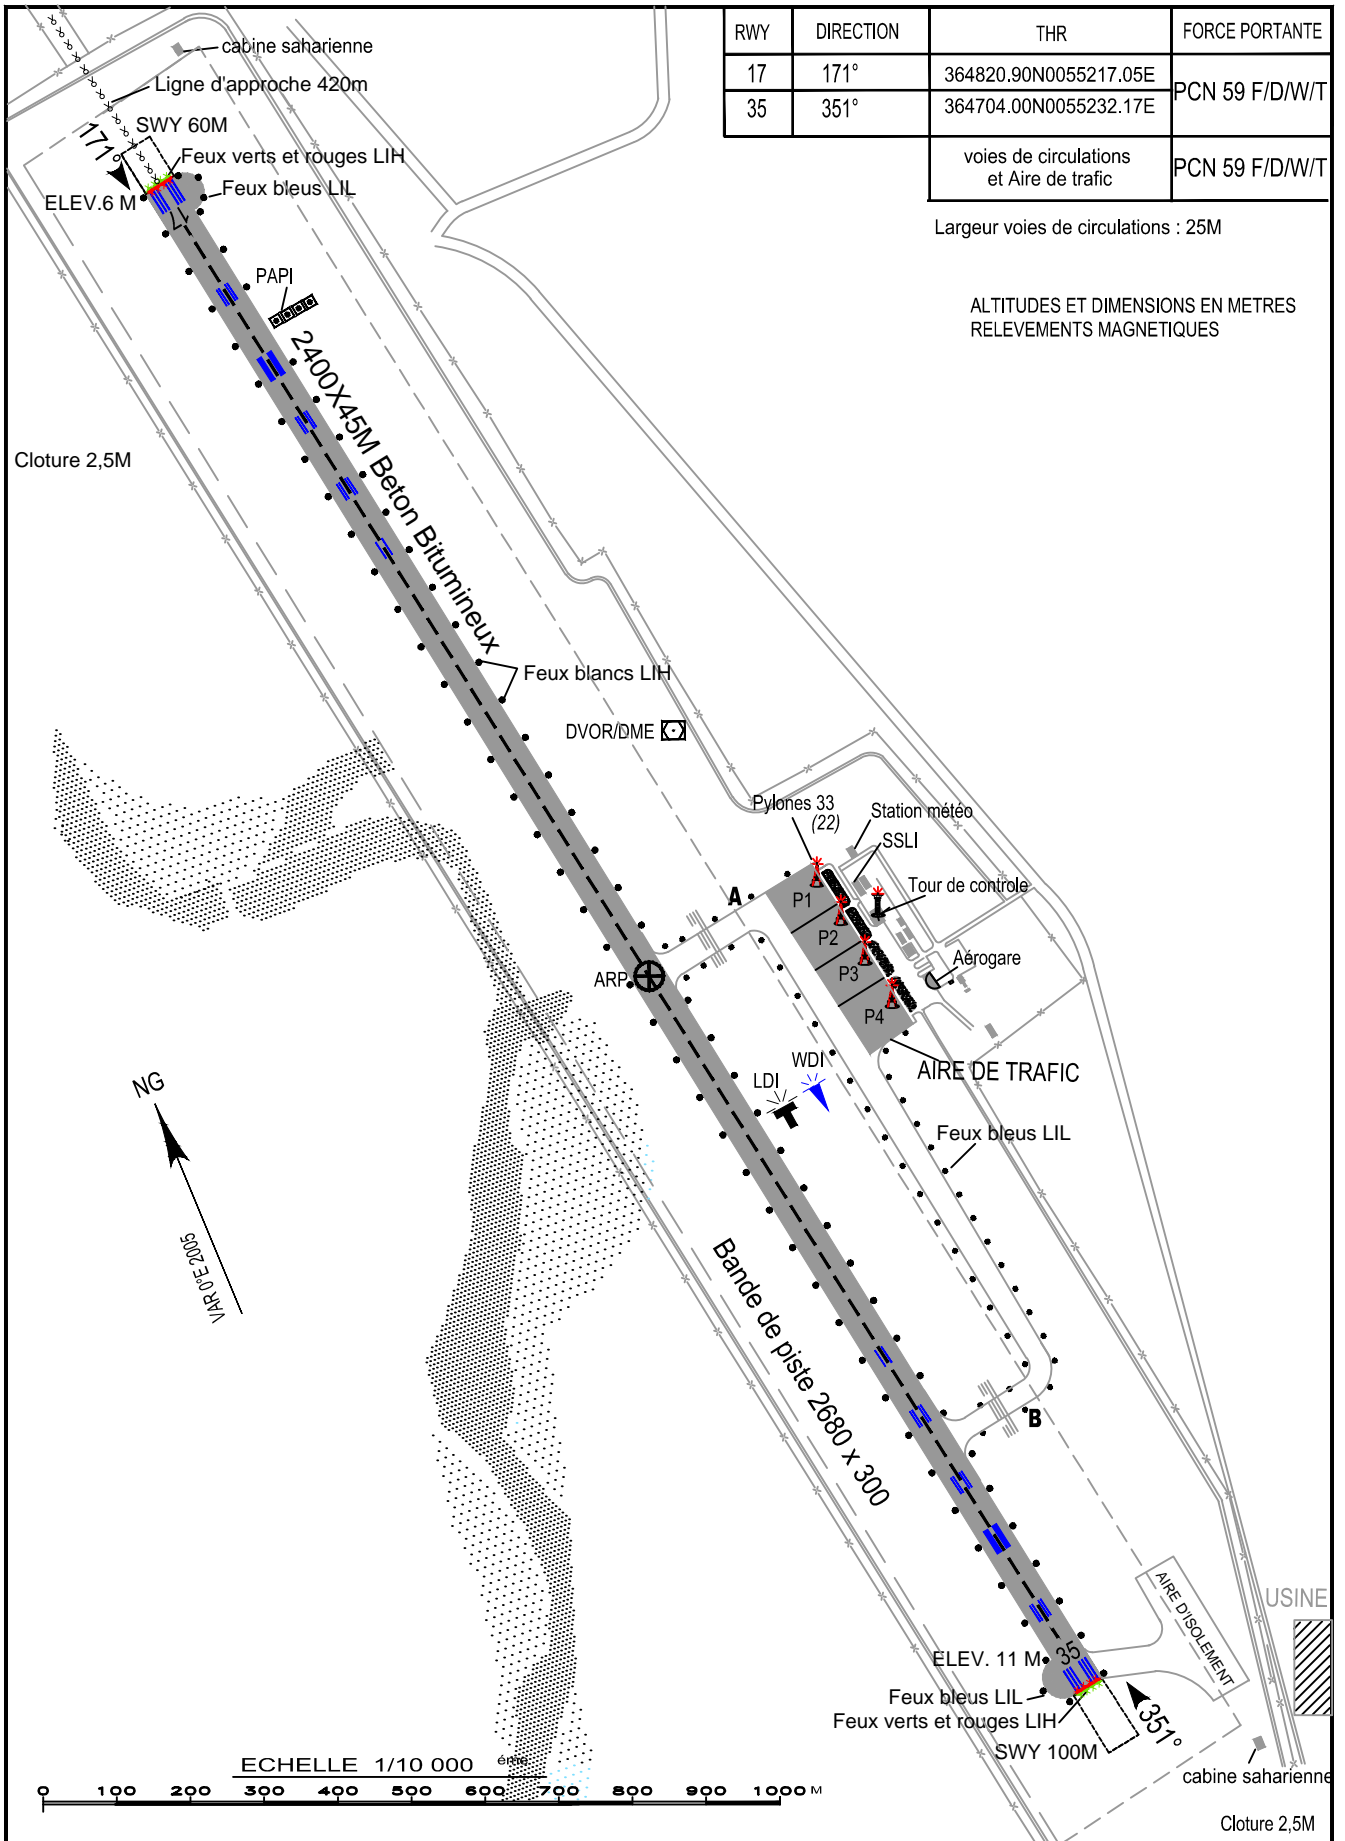 RWY DIRECTION THR FORCE PORTANTE
17 171° 364820.90N0055217.05E PCN 59 F/D/W/T
35 351° 364704.00N0055232.17E
voies de circulations
et Aire de trafic
PCN 59 F/D/W/T
Largeur voies de circulations : 25M
ALTITUDES ET DIMENSIONS EN METRES
RELEVEMENTS MAGNETIQUES
cabine saharienne
Ligne d'approche 420m
SWY 60M
171°
Feux verts et rouges LIH
Feux bleus LIL
ELEV.6 M
PAPI
2400X45M Beton Bitumineux
Cloture 2,5M
Feux blancs LIH
DVOR/DME
Pylones 33
(22)
Station météo
SSLI
Tour de controle
A
P1
P2
P3
P4
Aérogare
ARP
AIRE DE TRAFIC
WDI
LDI
NG
VAR 0°E 2005
Feux bleus LIL
Bande de piste 2680 x 300
B
AIRE D'ISOLEMENT
USINE
ELEV. 11 M
35
Feux bleus LIL
Feux verts et rouges LIH
351°
SWY 100M
cabine saharienne
Cloture 2,5M
ECHELLE 1/10 000 éme
0 100 200 300 400 500 600 700 800 900 1000 M